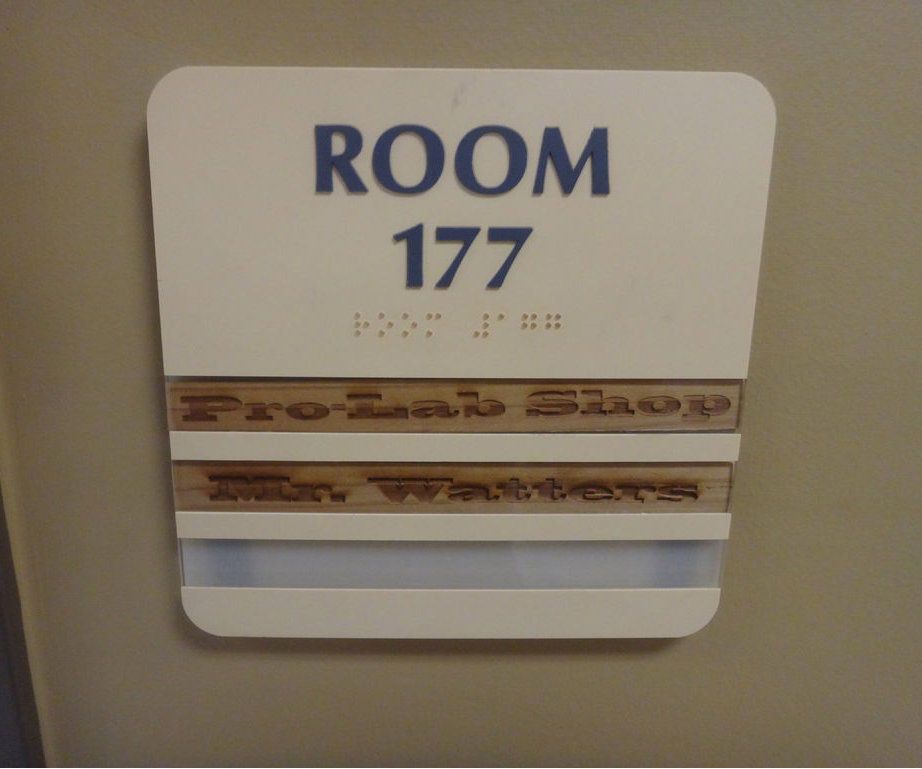 ROOM
177
⠗⠕⠕⠍ ⠼⠁⠛⠛
Pro-Lab Shop
Mr. Watters